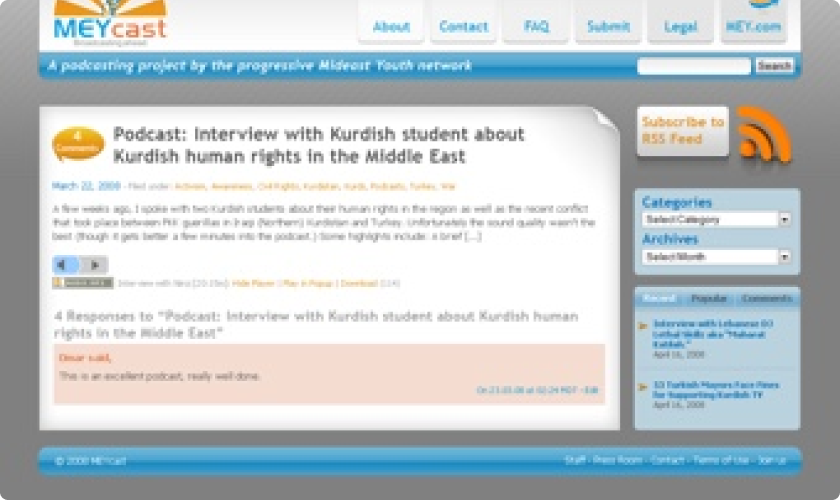 MEYcast
Broadcasting ahead
About Contact FAQ Submit Legal MEY.com
A podcasting project by the progressive Mideast Youth network
Search
4 Comments
Podcast: Interview with Kurdish student about
Kurdish human rights in the Middle East
March 22, 2008 - Filed under: Activism, Awareness, Civil Rights, Kurdistan, Kurds, Podcasts, Turkey, War
A few weeks ago, I spoke with two Kurdish students about their human rights in the region as well as the recent conflict
that took place between PKK guerillas in Iraqi (Northern) Kurdistan and Turkey. Unfortunately the sound quality wasn't the
best (though it gets better a few minutes into the podcast.) Some highlights include: a brief [...]
Interview with Hide Player | Play in Popup | Download
4 Responses to "Podcast: Interview with Kurdish student about Kurdish human
rights in the Middle East"
Omar said,
This is an excellent podcast, really well done.
On 23.03.08 at 02:24 MDT - Edit
Subscribe to
RSS Feed
Categories
Select Category
Archives
Select Month
Recent Popular Comments
Interview with Lebanese DJ
Lethal Skillz aka "Maharat
April 16, 2008
53 Turkish Mayors Face Fines
for Supporting Kurdish TV
April 16, 2008
© 2008 MEYcast
Staff - Press Room - Contact - Terms of Use - Join us